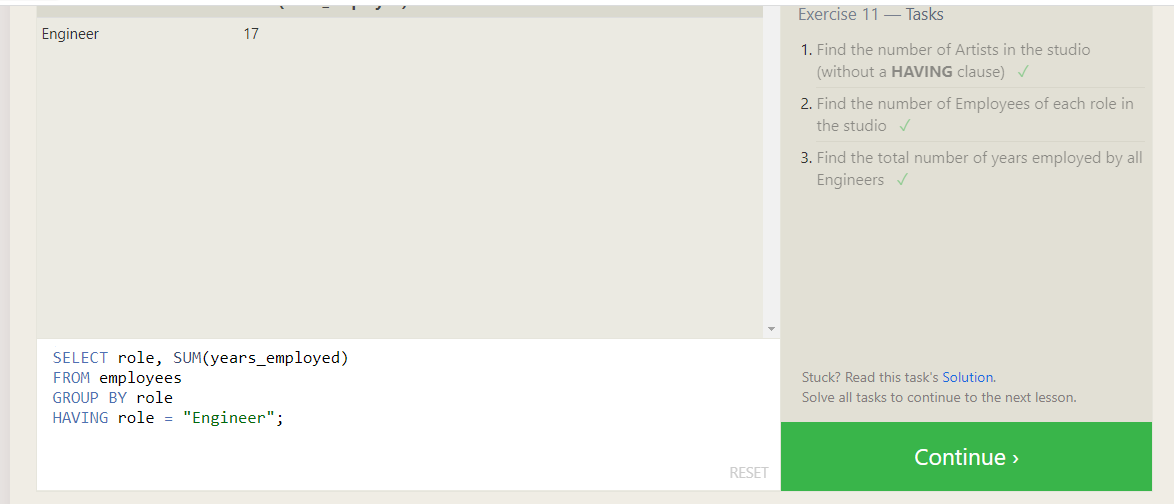 Exercise 11 — Tasks
Engineer 17
1. Find the number of Artists in the studio
(without a HAVING clause) ✓
2. Find the number of Employees of each role in
the studio ✓
3. Find the total number of years employed by all
Engineers ✓
SELECT role, SUM(years_employed)
FROM employees
GROUP BY role
HAVING role = "Engineer";
RESET
Stuck? Read this task's Solution.
Solve all tasks to continue to the next lesson.
Continue ›